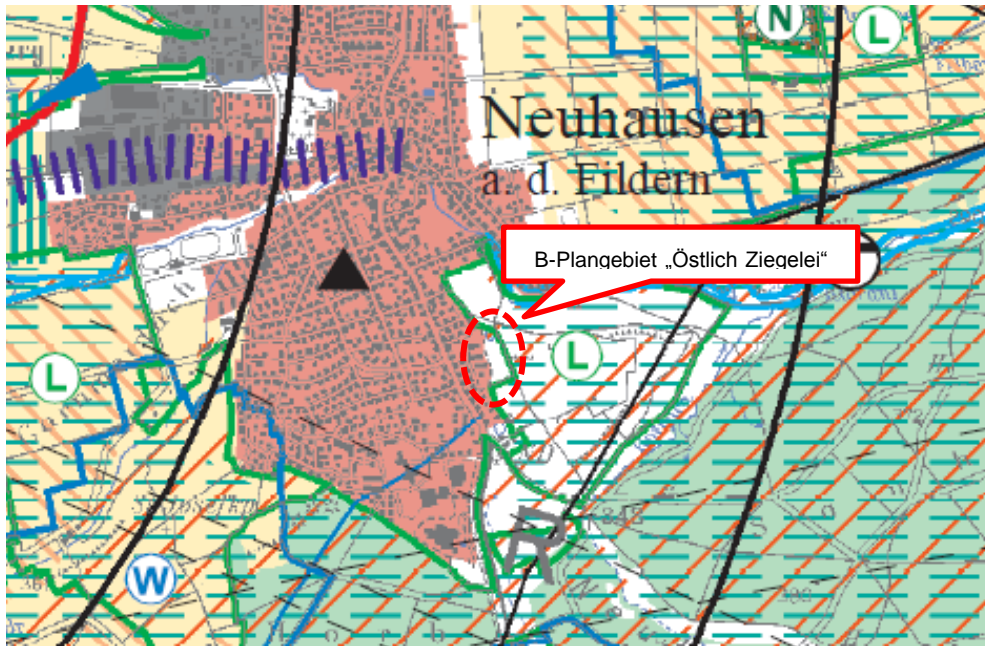 N
L
Neuhausen
a. d. Fildern
B-Plangebiet „Östlich Ziegelei“
L
L
W
R